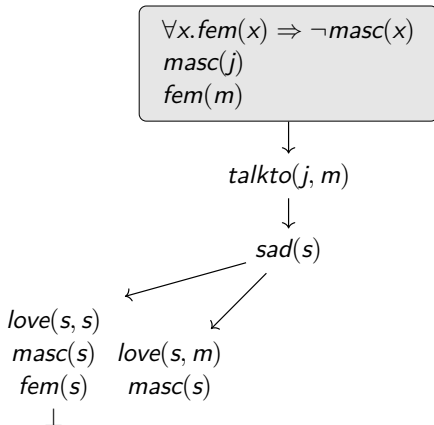 ∀x.fem(x) ⇒ ¬masc(x)
masc(j)
fem(m)
talkto(j, m)
sad(s)
love(s, s)
masc(s) love(s, m)
fem(s) masc(s)
⊥